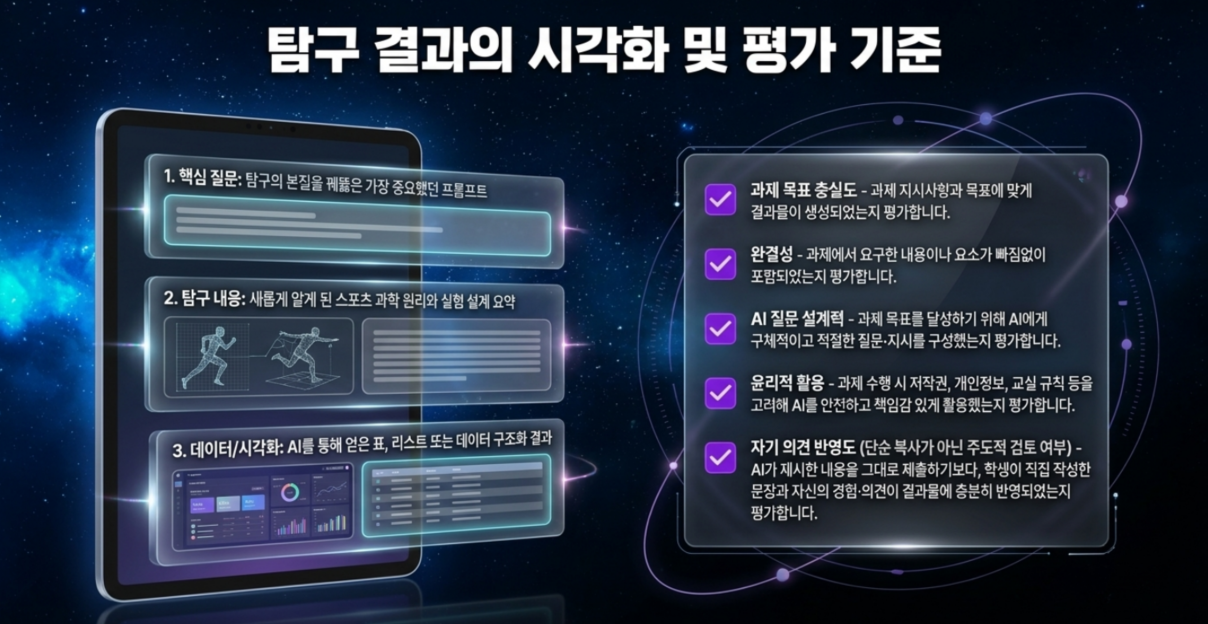 탐구 결과의 시각화 및 평가 기준
1. 핵심 질문: 탐구의 본질을 꿰뚫은 가장 중요했던 프롬프트
2. 탐구 내용: 새롭게 알게 된 스포츠 과학 원리와 실험 설계 요약
3. 데이터/시각화: AI를 통해 얻은 표, 리스트 또는 데이터 구조화 결과
과제 목표 충실도 - 과제 지시사항과 목표에 맞게
결과물이 생성되었는지 평가합니다.
완결성 - 과제에서 요구한 내용이나 요소가 빠짐없이
포함되었는지 평가합니다.
AI 질문 설계력 - 과제 목표를 달성하기 위해 AI에게
구체적이고 적절한 질문·지시를 구성했는지 평가합니다.
윤리적 활용 - 과제 수행 시 저작권, 개인정보, 교실 규칙 등을
고려해 AI를 안전하고 책임감 있게 활용했는지 평가합니다.
자기 의견 반영도 (단순 복사가 아닌 주도적 검토 여부) -
AI가 제시한 내용을 그대로 제출하기보다, 학생이 직접 작성한
문장과 자신의 경험·의견이 결과물에 충분히 반영되었는지
평가합니다.